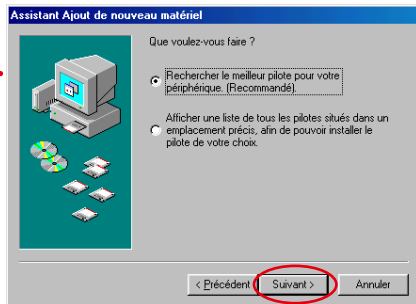 Assistant Ajout de nouveau matériel
Que voulez-vous faire ?
Rechercher le meilleur pilote pour votre
périphérique. (Recommandé).
Afficher une liste de tous les pilotes situés dans un
emplacement précis, afin de pouvoir installer le
pilote de votre choix.
< Précédent Suivant > Annuler